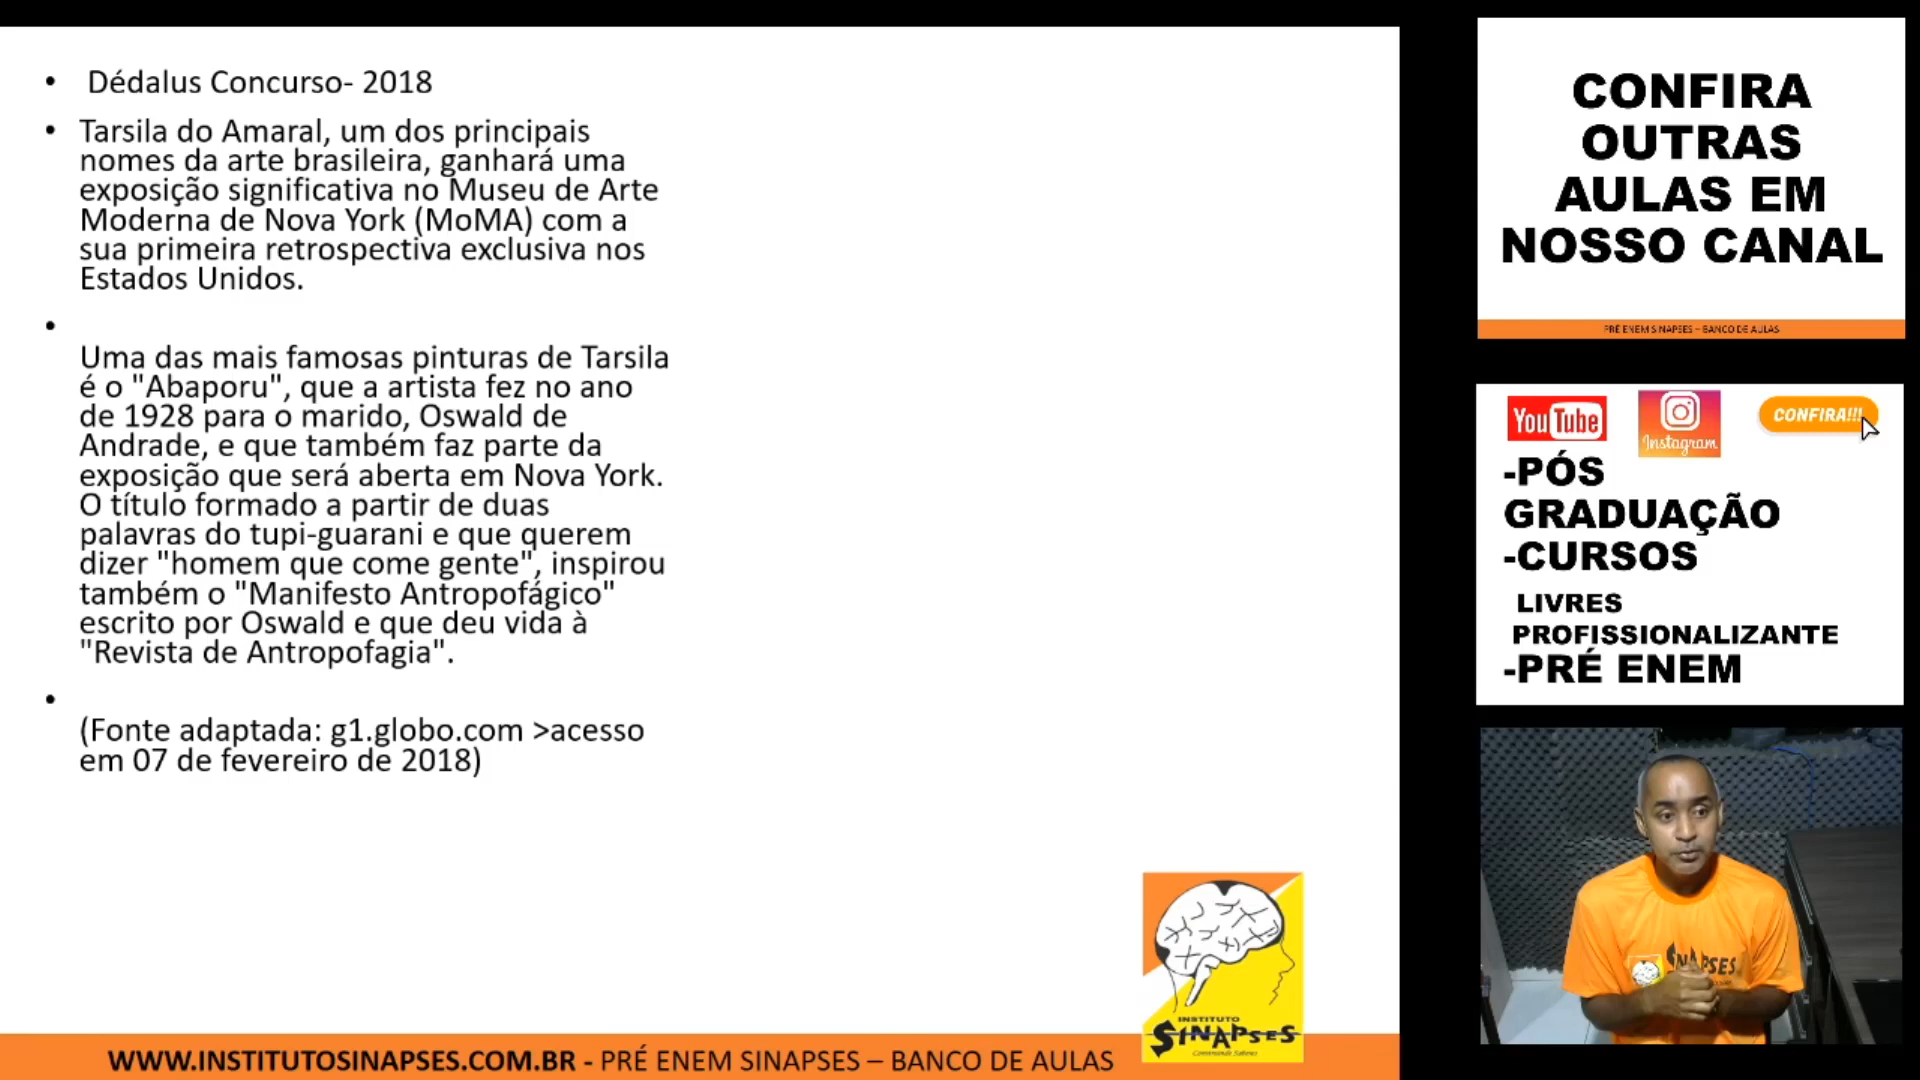 Dédalus Concurso- 2018
Tarsila do Amaral, um dos principais
nomes da arte brasileira, ganhará uma
exposição significativa no Museu de Arte
Moderna de Nova York (MoMA) com a
sua primeira retrospectiva exclusiva nos
Estados Unidos.
Uma das mais famosas pinturas de Tarsila
é o "Abaporu", que a artista fez no ano
de 1928 para o marido, Oswald de
Andrade, e que também faz parte da
exposição que será aberta em Nova York.
O título formado a partir de duas
palavras do tupi-guarani e que querem
dizer "homem que come gente", inspirou
também o "Manifesto Antropofágico"
escrito por Oswald e que deu vida à
"Revista de Antropofagia".
(Fonte adaptada: g1.globo.com >acesso
em 07 de fevereiro de 2018)
INSTITUTO
SINAPSES
WWW.INSTITUTOSINAPSES.COM.BR - PRÉ ENEM SINAPSES – BANCO DE AULAS
CONFIRA
OUTRAS
AULAS EM
NOSSO CANAL
PRÉ ENEM SINAPSES – BANCO DE AULAS
YouTube
Instagram
CONFIRA!!!
-PÓS
GRADUAÇÃO
-CURSOS
LIVRES
PROFISSIONALIZANTE
-PRÉ ENEM
SINAPSES